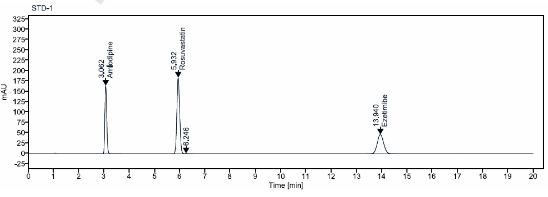 STD-1
325
300
275
250
225
200
175
150
125
100
75
50
25
0
-25
mAU
3,062
Amlodipine
5,932
Rosuvastatin
6,246
13,940
Ezetimibe
0 1 2 3 4 5 6 7 8 9 10 11 12 13 14 15 16 17 18 19 20
Time [min]